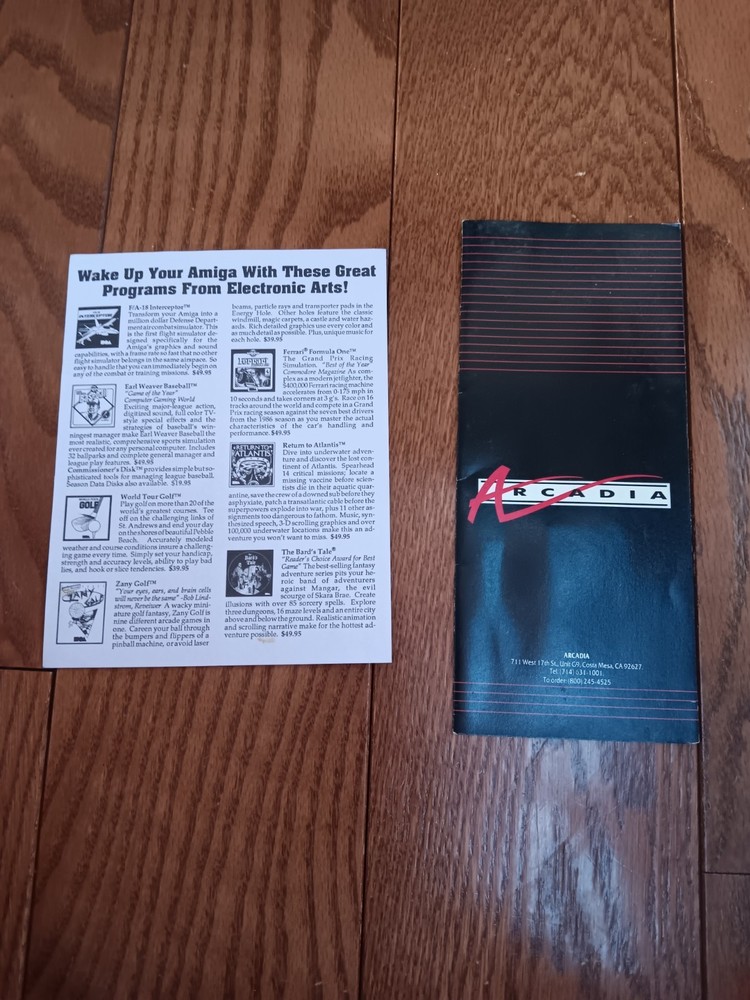 Wake Up Your Amiga With These Great
Programs From Electronic Arts!
F/A-18 Interceptor™
Transform your Amiga into a
million dollar Defense Depart-
ment air combat simulator. This
is the first flight simulator de-
signed specifically for the
Amiga's graphics and sound
capabilities, with a frame rate so fast that no other
flight simulator belongs in the same airspace. So
easy to handle that you can immediately begin on
any of the combat or training missions. $49.95
Earl Weaver Baseball™
"Game of the Year"
Computer Gaming World
Exciting major-league action,
digitized sound, full color TV-
style special effects and the
strategies of baseball's win-
ningest manager make Earl Weaver Baseball the
most realistic, comprehensive sports simulation
ever created for any personal computer. Includes
32 ballparks and complete general manager and
league play features. $49.95
Commissioner's Disk™ provides simple but so-
phisticated tools for managing league baseball.
Season Data Disks also available. $19.95
World Tour Golf™
Play golf on more than 20 of the
world's greatest courses. Tee
off on the challenging links of
St. Andrews and end your day
on the shores of beautiful Pebble
Beach. Accurately modeled
weather and course conditions insure a challeng-
ing game every time. Simply set your handicap,
strength and accuracy levels, ability to play bad
lies, and hook or slice tendencies. $39.95
Zany Golf™
"Your eyes, ears, and brain cells
will never be the same" -Bob Lind-
strom, Reviewer A wacky mini-
ature golf fantasy, Zany Golf is
nine different arcade games in
one. Careen your ball through
the bumpers and flippers of a
pinball machine, or avoid laser
beams, particle rays and transporter pads in the
Energy Hole. Other holes feature the classic
windmill, magic carpets, a castle and water haz-
ards. Rich detailed graphics use every color and
as much detail as possible. Plus, unique music for
each hole. $39.95
Ferrari® Formula One™
The Grand Prix Racing
Simulation. "Best of the Year"
Commodore Magazine As com-
plex as a modern jetfighter, the
$400,000 Ferrari racing machine
accelerates from 0-175 mph in
10 seconds and takes corners at 3 g's. Race on 16
tracks around the world and compete in a Grand
Prix racing season against the seven best drivers
from the 1986 season as you master the actual
characteristics of the car's handling and
performance. $49.95
Return to Atlantis™
Dive into underwater adven-
ture and discover the lost con-
tinent of Atlantis. Spearhead
14 critical missions; locate a
missing vaccine before scien-
tists die in their aquatic quar-
antine, save the crew of a downed sub before they
asphyxiate, patch a transatlantic cable before the
superpowers explode into war, plus 11 other as-
signments too dangerous to fathom. Music, syn-
thesized speech, 3-D scrolling graphics and over
100,000 underwater locations make this an ad-
venture you won't want to miss. $49.95
The Bard's Tale®
"Reader's Choice Award for Best
Game" The best-selling fantasy
adventure series pits your he-
roic band of adventurers
against Mangar, the evil
scourge of Skara Brae. Create
illusions with over 85 sorcery spells. Explore
three dungeons, 16 maze levels and an entire city
above and below the ground. Realistic animation
and scrolling narrative make for the hottest ad-
venture possible. $49.95
RETURN TO
ATLANTIS
GOLF
ZANY
GOLF
ARCADIA
ARCADIA
711 West 17th St., Unit G9, Costa Mesa, CA 92627
Tel: (714) 631-1001
To order: (800) 245-4525